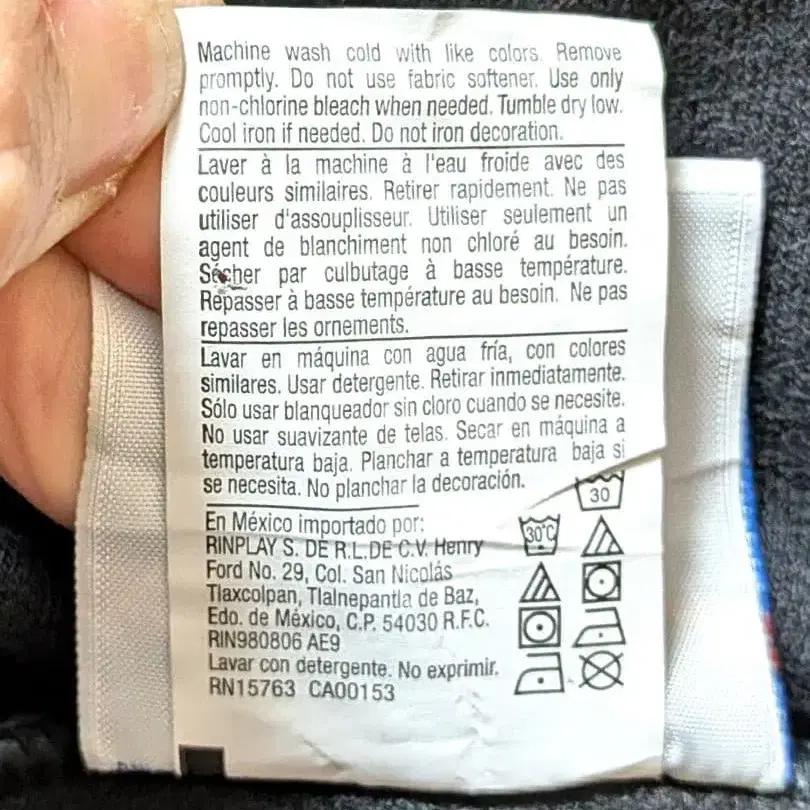 Machine wash cold with like colors. Remove
promptly. Do not use fabric softener. Use only
non-chlorine bleach when needed. Tumble dry low.
Cool iron if needed. Do not iron decoration.
Laver à la machine à l'eau froide avec des
couleurs similaires. Retirer rapidement. Ne pas
utiliser d'assouplisseur. Utiliser seulement un
agent de blanchiment non chloré au besoin.
Sécher par culbutage à basse température.
Repasser à basse température au besoin. Ne pas
repasser les ornements.
Lavar en máquina con agua fría, con colores
similares. Usar detergente. Retirar inmediatamente.
Sólo usar blanqueador sin cloro cuando se necesite.
No usar suavizante de telas. Secar en máquina a
temperatura baja. Planchar a temperatura baja si
se necesita. No planchar la decoración.
30
En México importado por:
30°C
RINPLAY S. DE R.L.DE C.V. Henry
Ford No. 29, Col. San Nicolás
Tlaxcolpan, Tlalnepantla de Baz,
Edo. de México, C.P. 54030 R.F.C.
RIN980806 AE9
Lavar con detergente. No exprimir.
RN15763 CA00153